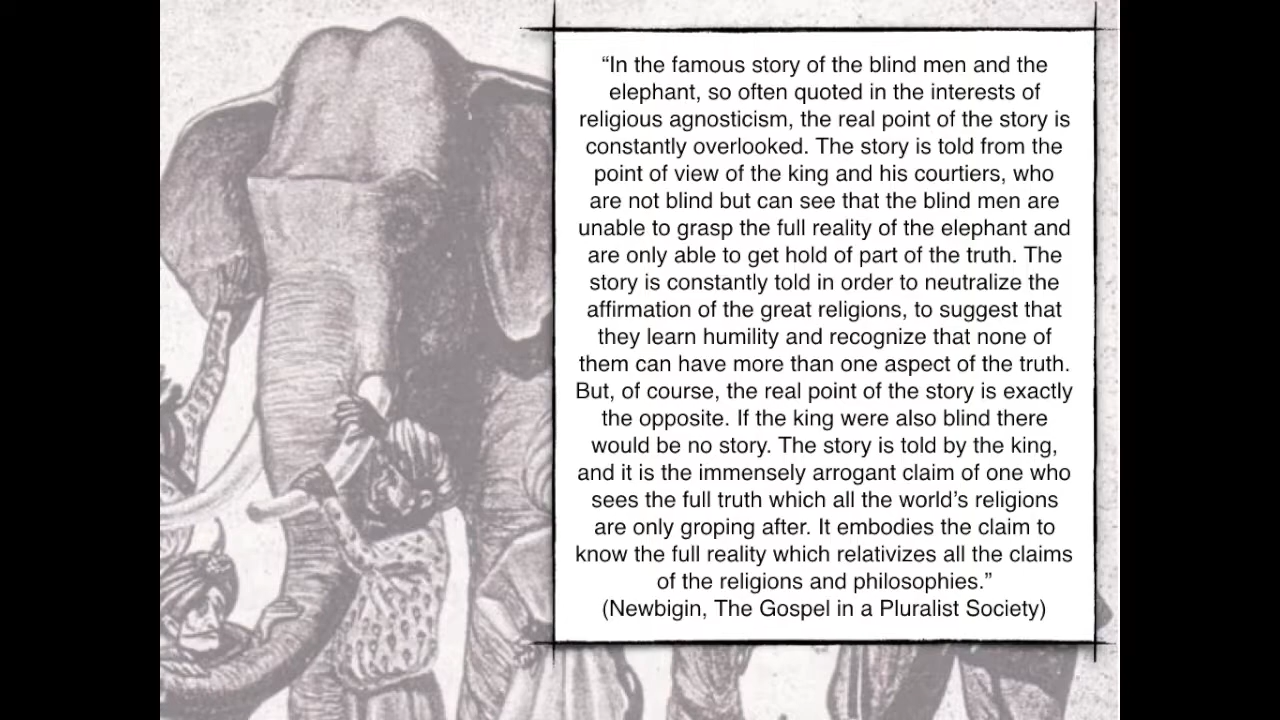 “In the famous story of the blind men and the
elephant, so often quoted in the interests of
religious agnosticism, the real point of the story is
constantly overlooked. The story is told from the
point of view of the king and his courtiers, who
are not blind but can see that the blind men are
unable to grasp the full reality of the elephant and
are only able to get hold of part of the truth. The
story is constantly told in order to neutralize the
affirmation of the great religions, to suggest that
they learn humility and recognize that none of
them can have more than one aspect of the truth.
But, of course, the real point of the story is exactly
the opposite. If the king were also blind there
would be no story. The story is told by the king,
and it is the immensely arrogant claim of one who
sees the full truth which all the world’s religions
are only groping after. It embodies the claim to
know the full reality which relativizes all the claims
of the religions and philosophies.”
(Newbigin, The Gospel in a Pluralist Society)